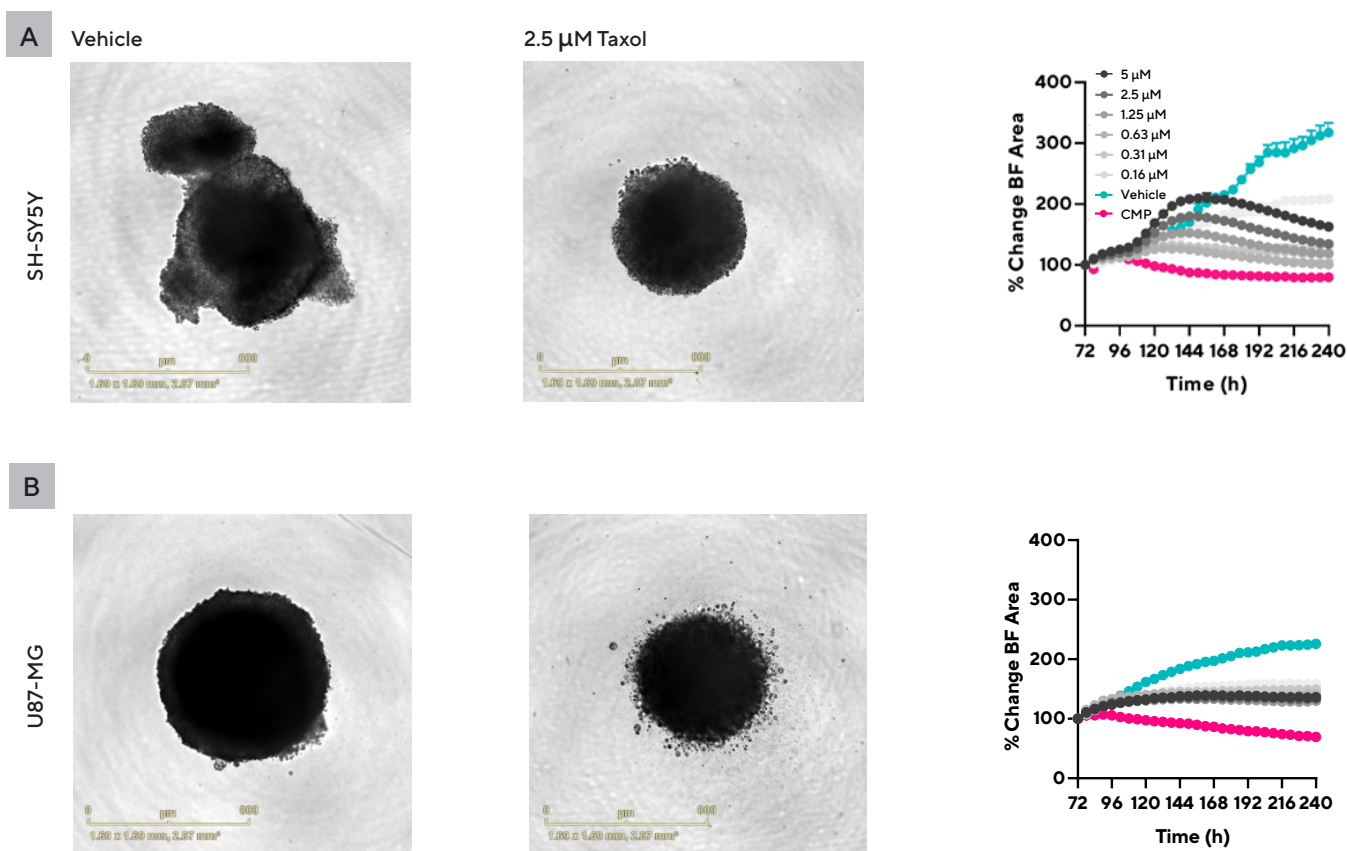 A
Vehicle
2.5 µM Taxol
SH-SY5Y
0
µm
800
1.69 x 1.69 mm, 2.87 mm²
0
µm
800
1.69 x 1.69 mm, 2.87 mm²
% Change BF Area
400
300
200
100
0
5 µM
2.5 µM
1.25 µM
0.63 µM
0.31 µM
0.16 µM
Vehicle
CMP
72 96 120 144 168 192 216 240
Time (h)
B
U87-MG
0
µm
800
1.69 x 1.69 mm, 2.87 mm²
0
µm
800
1.69 x 1.69 mm, 2.87 mm²
% Change BF Area
400
300
200
100
0
72 96 120 144 168 192 216 240
Time (h)